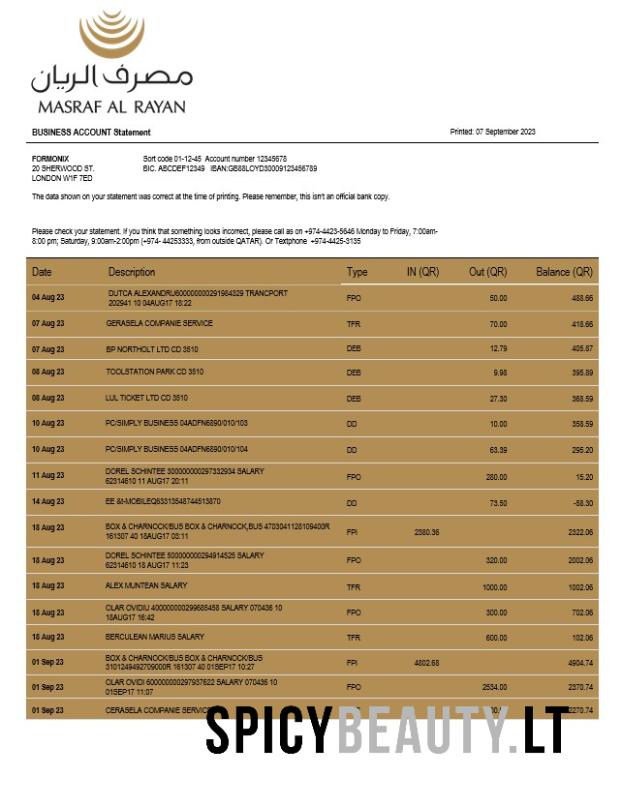 مصرف الريان
MASRAF AL RAYAN
BUSINESS ACCOUNT Statement Printed: 07 September 2023
FORMONIX Sort code 01-12-45 Account number 12345678
20 SHERWOOD ST. BIC. ABCDEF12349 IBAN:GB88LOYD30009123456789
LONDON W1F 7ED
The data shown on your statement was correct at the time of printing. Please remember, this isn't an official bank copy.
Please check your statement. If you think that something looks incorrect, please call as on +974-4423-5646 Monday to Friday, 7:00am-
8:00 pm; Saturday, 9:00am-2:00pm (+974- 44253333, from outside QATAR). Or Textphone +974-4425-3135
Date Description Type IN (QR) Out (QR) Balance (QR)
04 Aug 23 DUTCA ALEXANDRU600000000291984329 TRANCPORT FPO 50.00 488.66
202941 10 04AUG17 18:22
07 Aug 23 GERASELA COMPANIE SERVICE TFR 70.00 418.66
07 Aug 23 BP NORTHOLT LTD CD 3510 DEB 12.79 405.87
08 Aug 23 TOOLSTATION PARK CD 3510 DEB 9.98 395.89
08 Aug 23 LUL TICKET LTD CD 3510 DEB 27.30 368.59
10 Aug 23 PC/SIMPLY BUSINESS 04ADFN6890/010/103 DD 10.00 358.59
10 Aug 23 PC/SIMPLY BUSINESS 04ADFN6890/010/104 DD 63.39 295.20
11 Aug 23 DOREL SCHINTEE 300000000297332934 SALARY FPO 280.00 15.20
62314610 11 AUG17 20:11
14 Aug 23 EE &t-MOBILEQ63313548744513870 DD 73.50 -58.30
18 Aug 23 BOX & CHARNOCK/BUS BOX & CHARNOCK,BUS 4703041128109400R FPI 2380.36 2322.06
161307 40 18AUG17 03:11
18 Aug 23 DOREL SCHINTEE 500000000294914525 SALARY FPO 320.00 2002.06
62314618 18 AUG17 11:23
18 Aug 23 ALEX MUNTEAN SALARY TFR 1000.00 1002.06
18 Aug 23 OLAR OVIDIU 400000000299685458 SALARY 070436 10 FPO 300.00 702.06
18AUG17 16:42
18 Aug 23 BERCULEAN MARIUS SALARY TFR 600.00 102.06
01 Sep 23 BOX & CHARNOCK/BUS BOX & CHARNOCK/BUS FPI 4802.68 4904.74
3101249492709000R 161307 40 01SEP17 10:27
01 Sep 23 OLAR OVIDI 600000000297937622 SALARY 070436 10 FPO 2534.00 2370.74
01SEP17 11:07
01 Sep 23 CERASELA COMPANIE SERVICE 2270.74
SPICYBEAUTY.LT